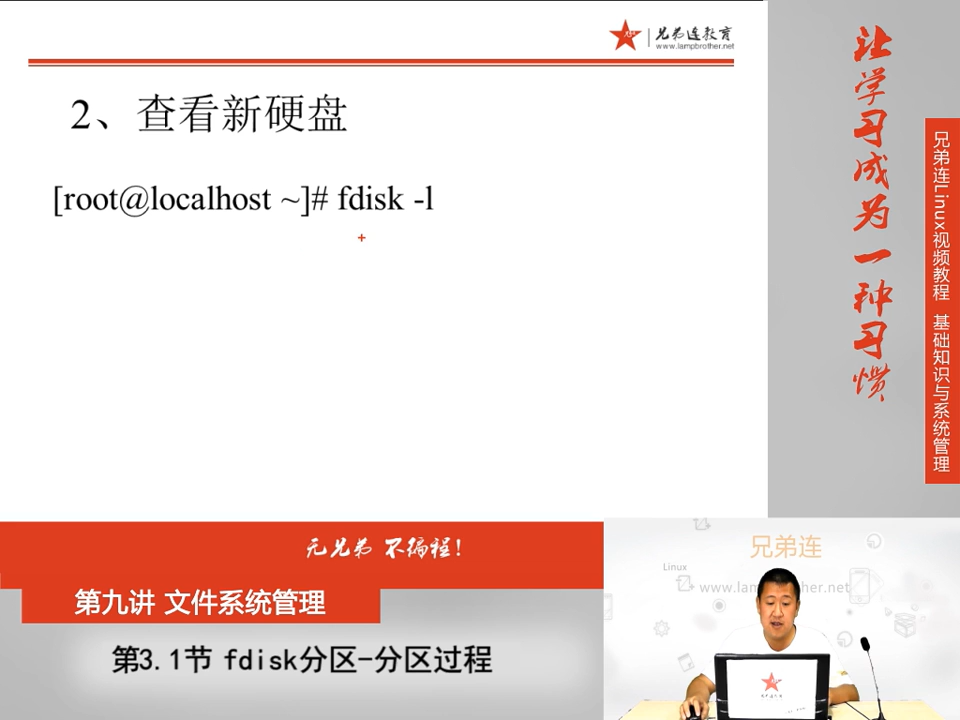 兄弟连教育
www.lampbrother.net
2、查看新硬盘
[root@localhost ~]# fdisk -l
让学习成为一种习惯
兄弟连Linux视频教程 基础知识与系统管理
无兄弟 不编程!
第九讲 文件系统管理
第3.1节 fdisk分区-分区过程
兄弟连
Linux
www.lampbrother.net